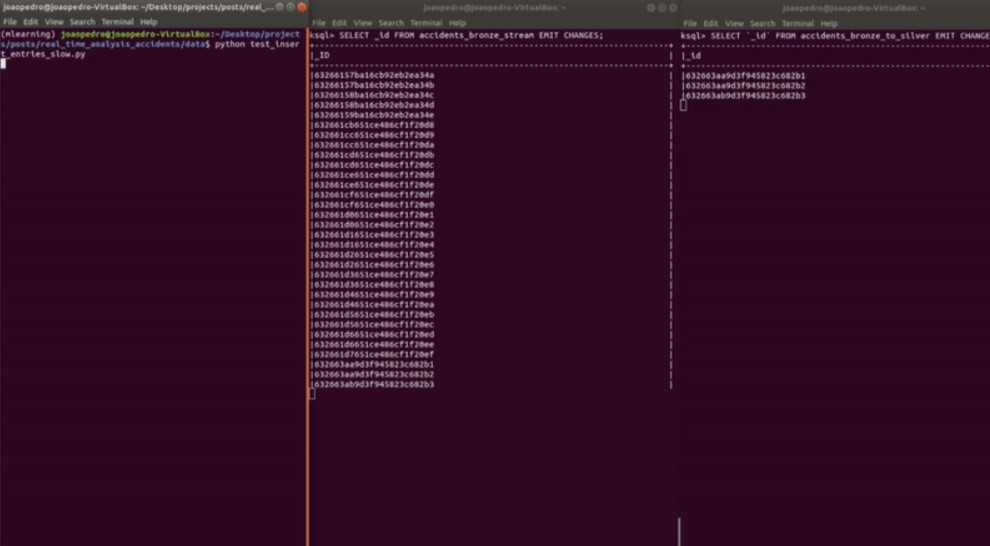 joaopedro@joaopedro-VirtualBox: ~/Desktop/projects/posts/real_...
File Edit View Search Terminal Help
(mlearning) joaopedro@joaopedro-VirtualBox:~/Desktop/project
s/posts/real_time_analysis_accidents/data$ python test_inser
t_entries_slow.py
joaopedro@joaopedro-VirtualBox: ~
File Edit View Search Terminal Help
ksql> SELECT _id FROM accidents_bronze_stream EMIT CHANGES;
|_ID
|63266157ba16cb92eb2ea34a
|63266157ba16cb92eb2ea34b
|63266158ba16cb92eb2ea34c
|63266158ba16cb92eb2ea34d
|63266159ba16cb92eb2ea34e
|632661cb651ce486cf1f20d8
|632661cc651ce486cf1f20d9
|632661cc651ce486cf1f20da
|632661cd651ce486cf1f20db
|632661cd651ce486cf1f20dc
|632661ce651ce486cf1f20dd
|632661ce651ce486cf1f20de
|632661cf651ce486cf1f20df
|632661cf651ce486cf1f20e0
|632661d0651ce486cf1f20e1
|632661d0651ce486cf1f20e2
|632661d1651ce486cf1f20e3
|632661d1651ce486cf1f20e4
|632661d2651ce486cf1f20e5
|632661d2651ce486cf1f20e6
|632661d3651ce486cf1f20e7
|632661d3651ce486cf1f20e8
|632661d4651ce486cf1f20e9
|632661d4651ce486cf1f20ea
|632661d5651ce486cf1f20eb
|632661d5651ce486cf1f20ec
|632661d6651ce486cf1f20ed
|632661d6651ce486cf1f20ee
|632661d7651ce486cf1f20ef
|632663aa9d3f945823c682b1
|632663aa9d3f945823c682b2
|632663ab9d3f945823c682b3
joaopedro@joaopedro-VirtualBox: ~
File Edit View Search Terminal Help
ksql> SELECT `_id` FROM accidents_bronze_to_silver EMIT CHANGE
|_id
|632663aa9d3f945823c682b1
|632663aa9d3f945823c682b2
|632663ab9d3f945823c682b3